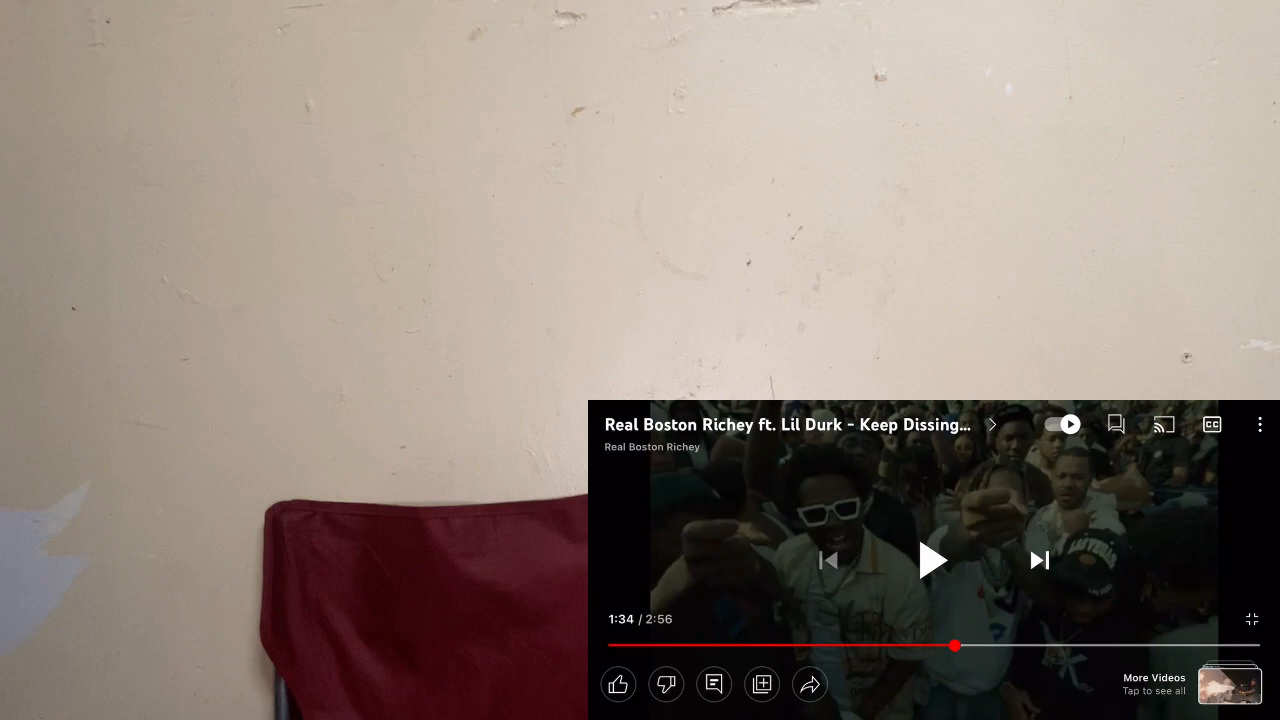 Real Boston Richey ft. Lil Durk - Keep Dissing...
Real Boston Richey
CC
1:34 / 2:56
More Videos
Tap to see all